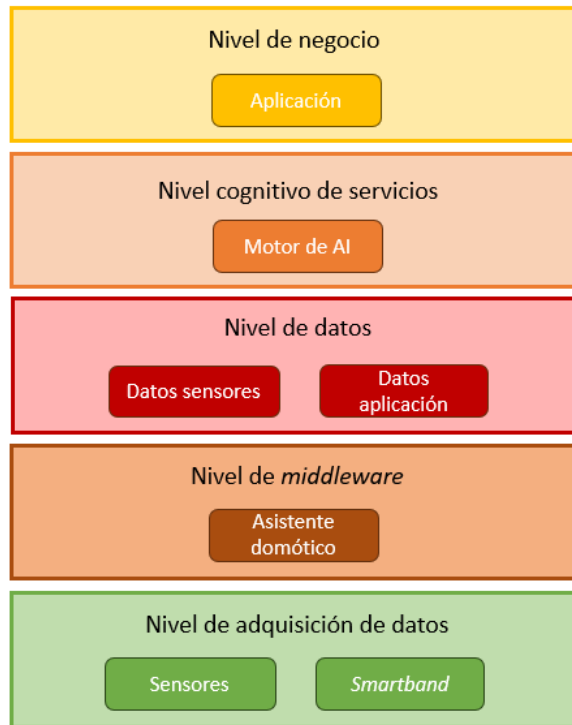 Nivel de negocio
Aplicación
Nivel cognitivo de servicios
Motor de AI
Nivel de datos
Datos sensores
Datos
aplicación
Nivel de middleware
Asistente
domótico
Nivel de adquisición de datos
Sensores
Smartband